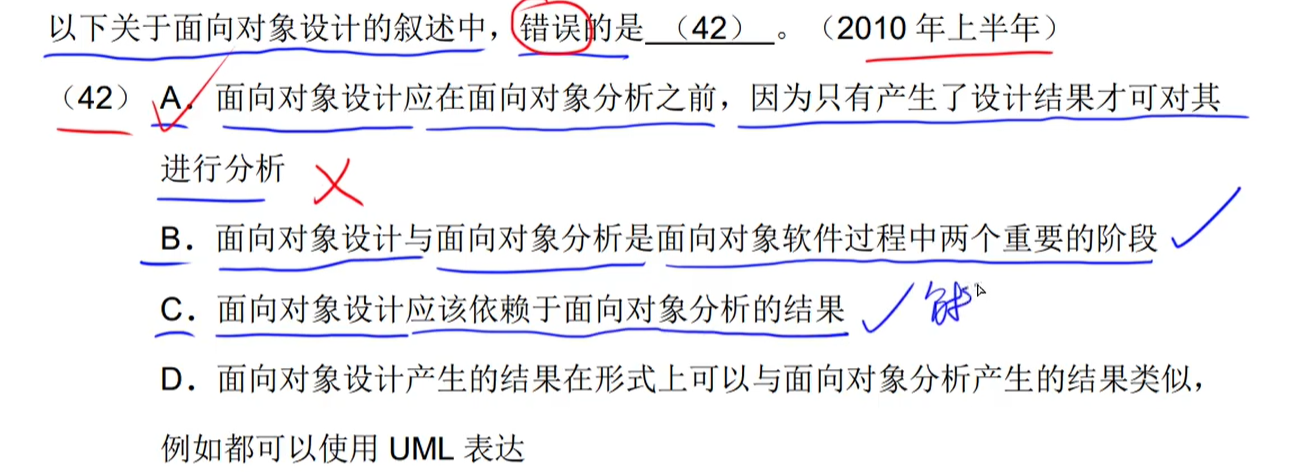 以下关于面向对象设计的叙述中，错误的是 （42） 。（2010 年上半年）
（42） A．面向对象设计应在面向对象分析之前，因为只有产生了设计结果才可对其
进行分析
B．面向对象设计与面向对象分析是面向对象软件过程中两个重要的阶段
C．面向对象设计应该依赖于面向对象分析的结果
D．面向对象设计产生的结果在形式上可以与面向对象分析产生的结果类似，
例如都可以使用 UML 表达